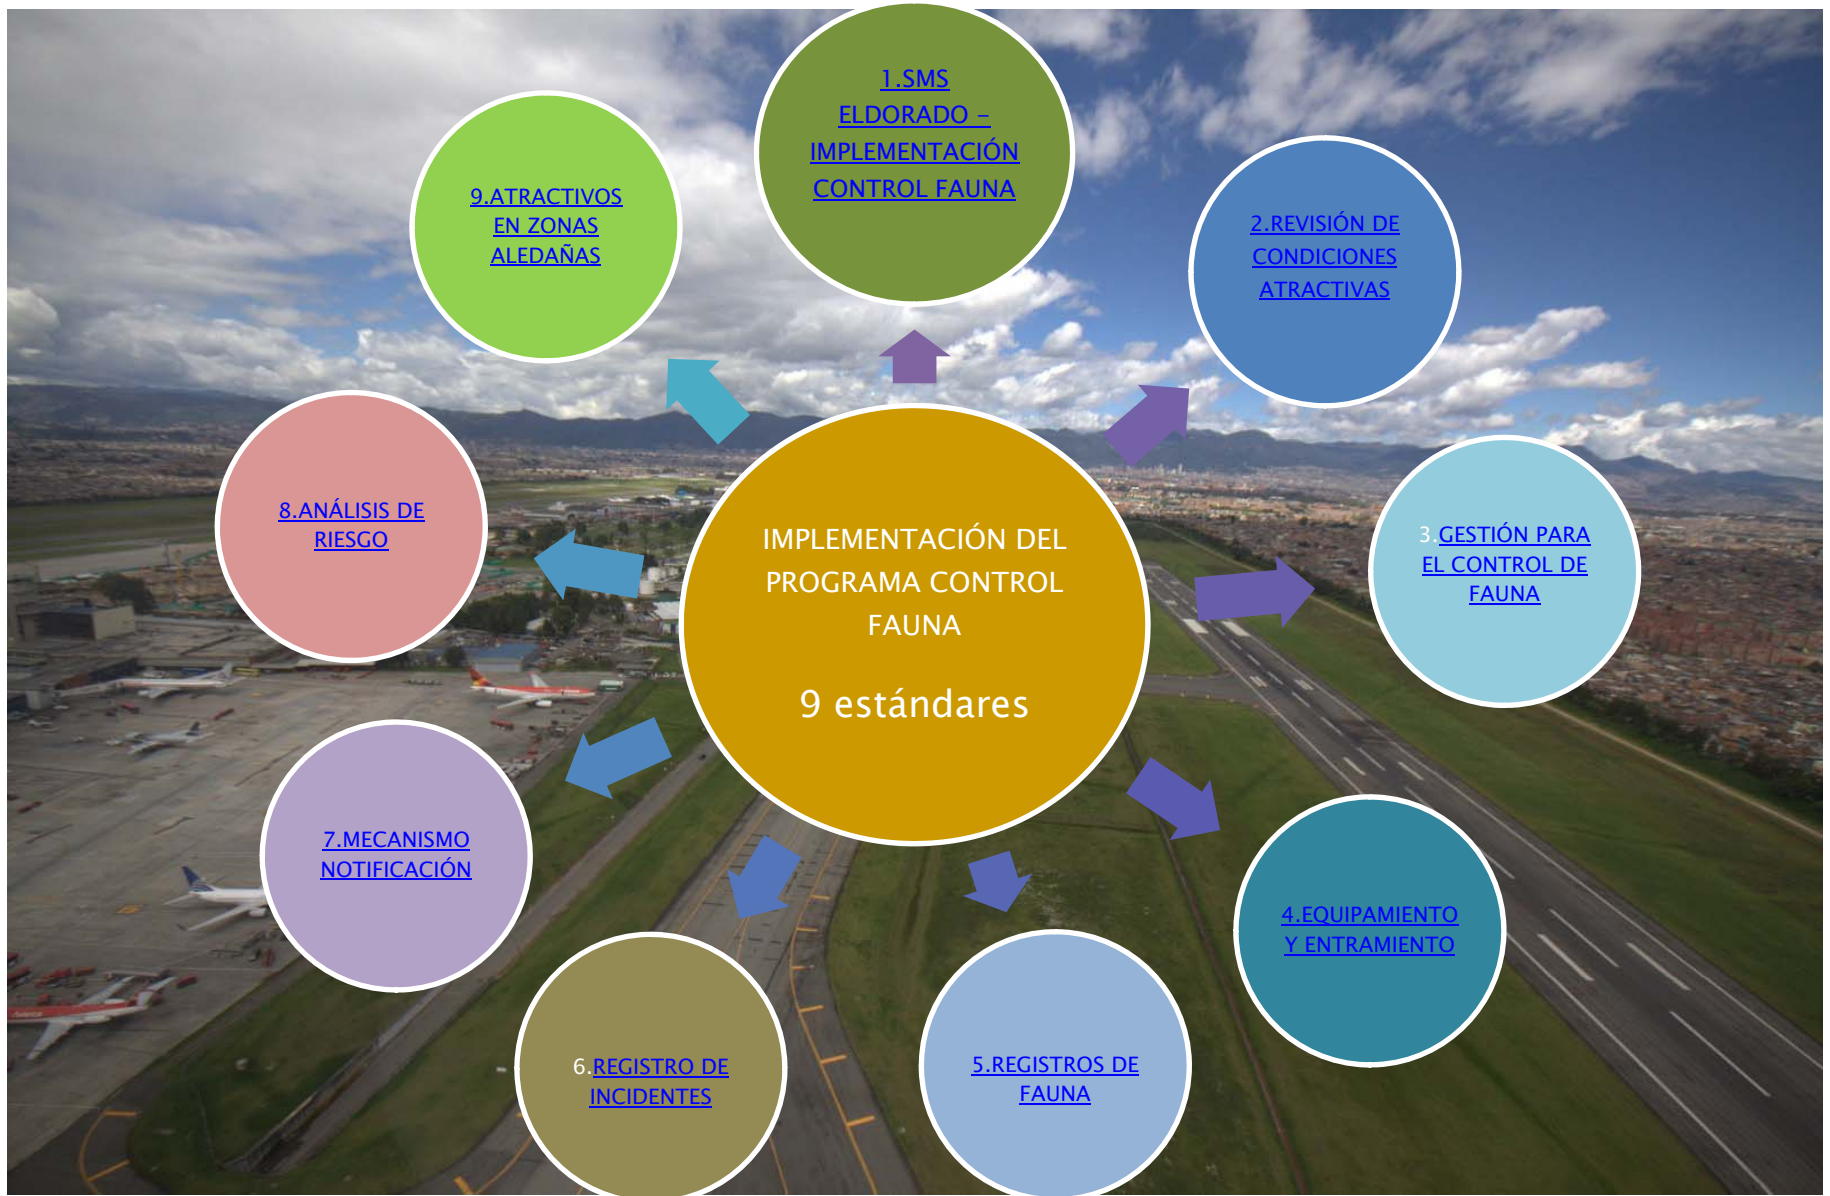 1.SMS
ELDORADO –
IMPLEMENTACIÓN
CONTROL FAUNA
2.REVISIÓN DE
CONDICIONES
ATRACTIVAS
3.GESTIÓN PARA
EL CONTROL DE
FAUNA
4.EQUIPAMIENTO
Y ENTRAMIENTO
5.REGISTROS DE
FAUNA
6.REGISTRO DE
INCIDENTES
7.MECANISMO
NOTIFICACIÓN
8.ANÁLISIS DE
RIESGO
9.ATRACTIVOS
EN ZONAS
ALEDAÑAS
IMPLEMENTACIÓN DEL
PROGRAMA CONTROL
FAUNA
9 estándares